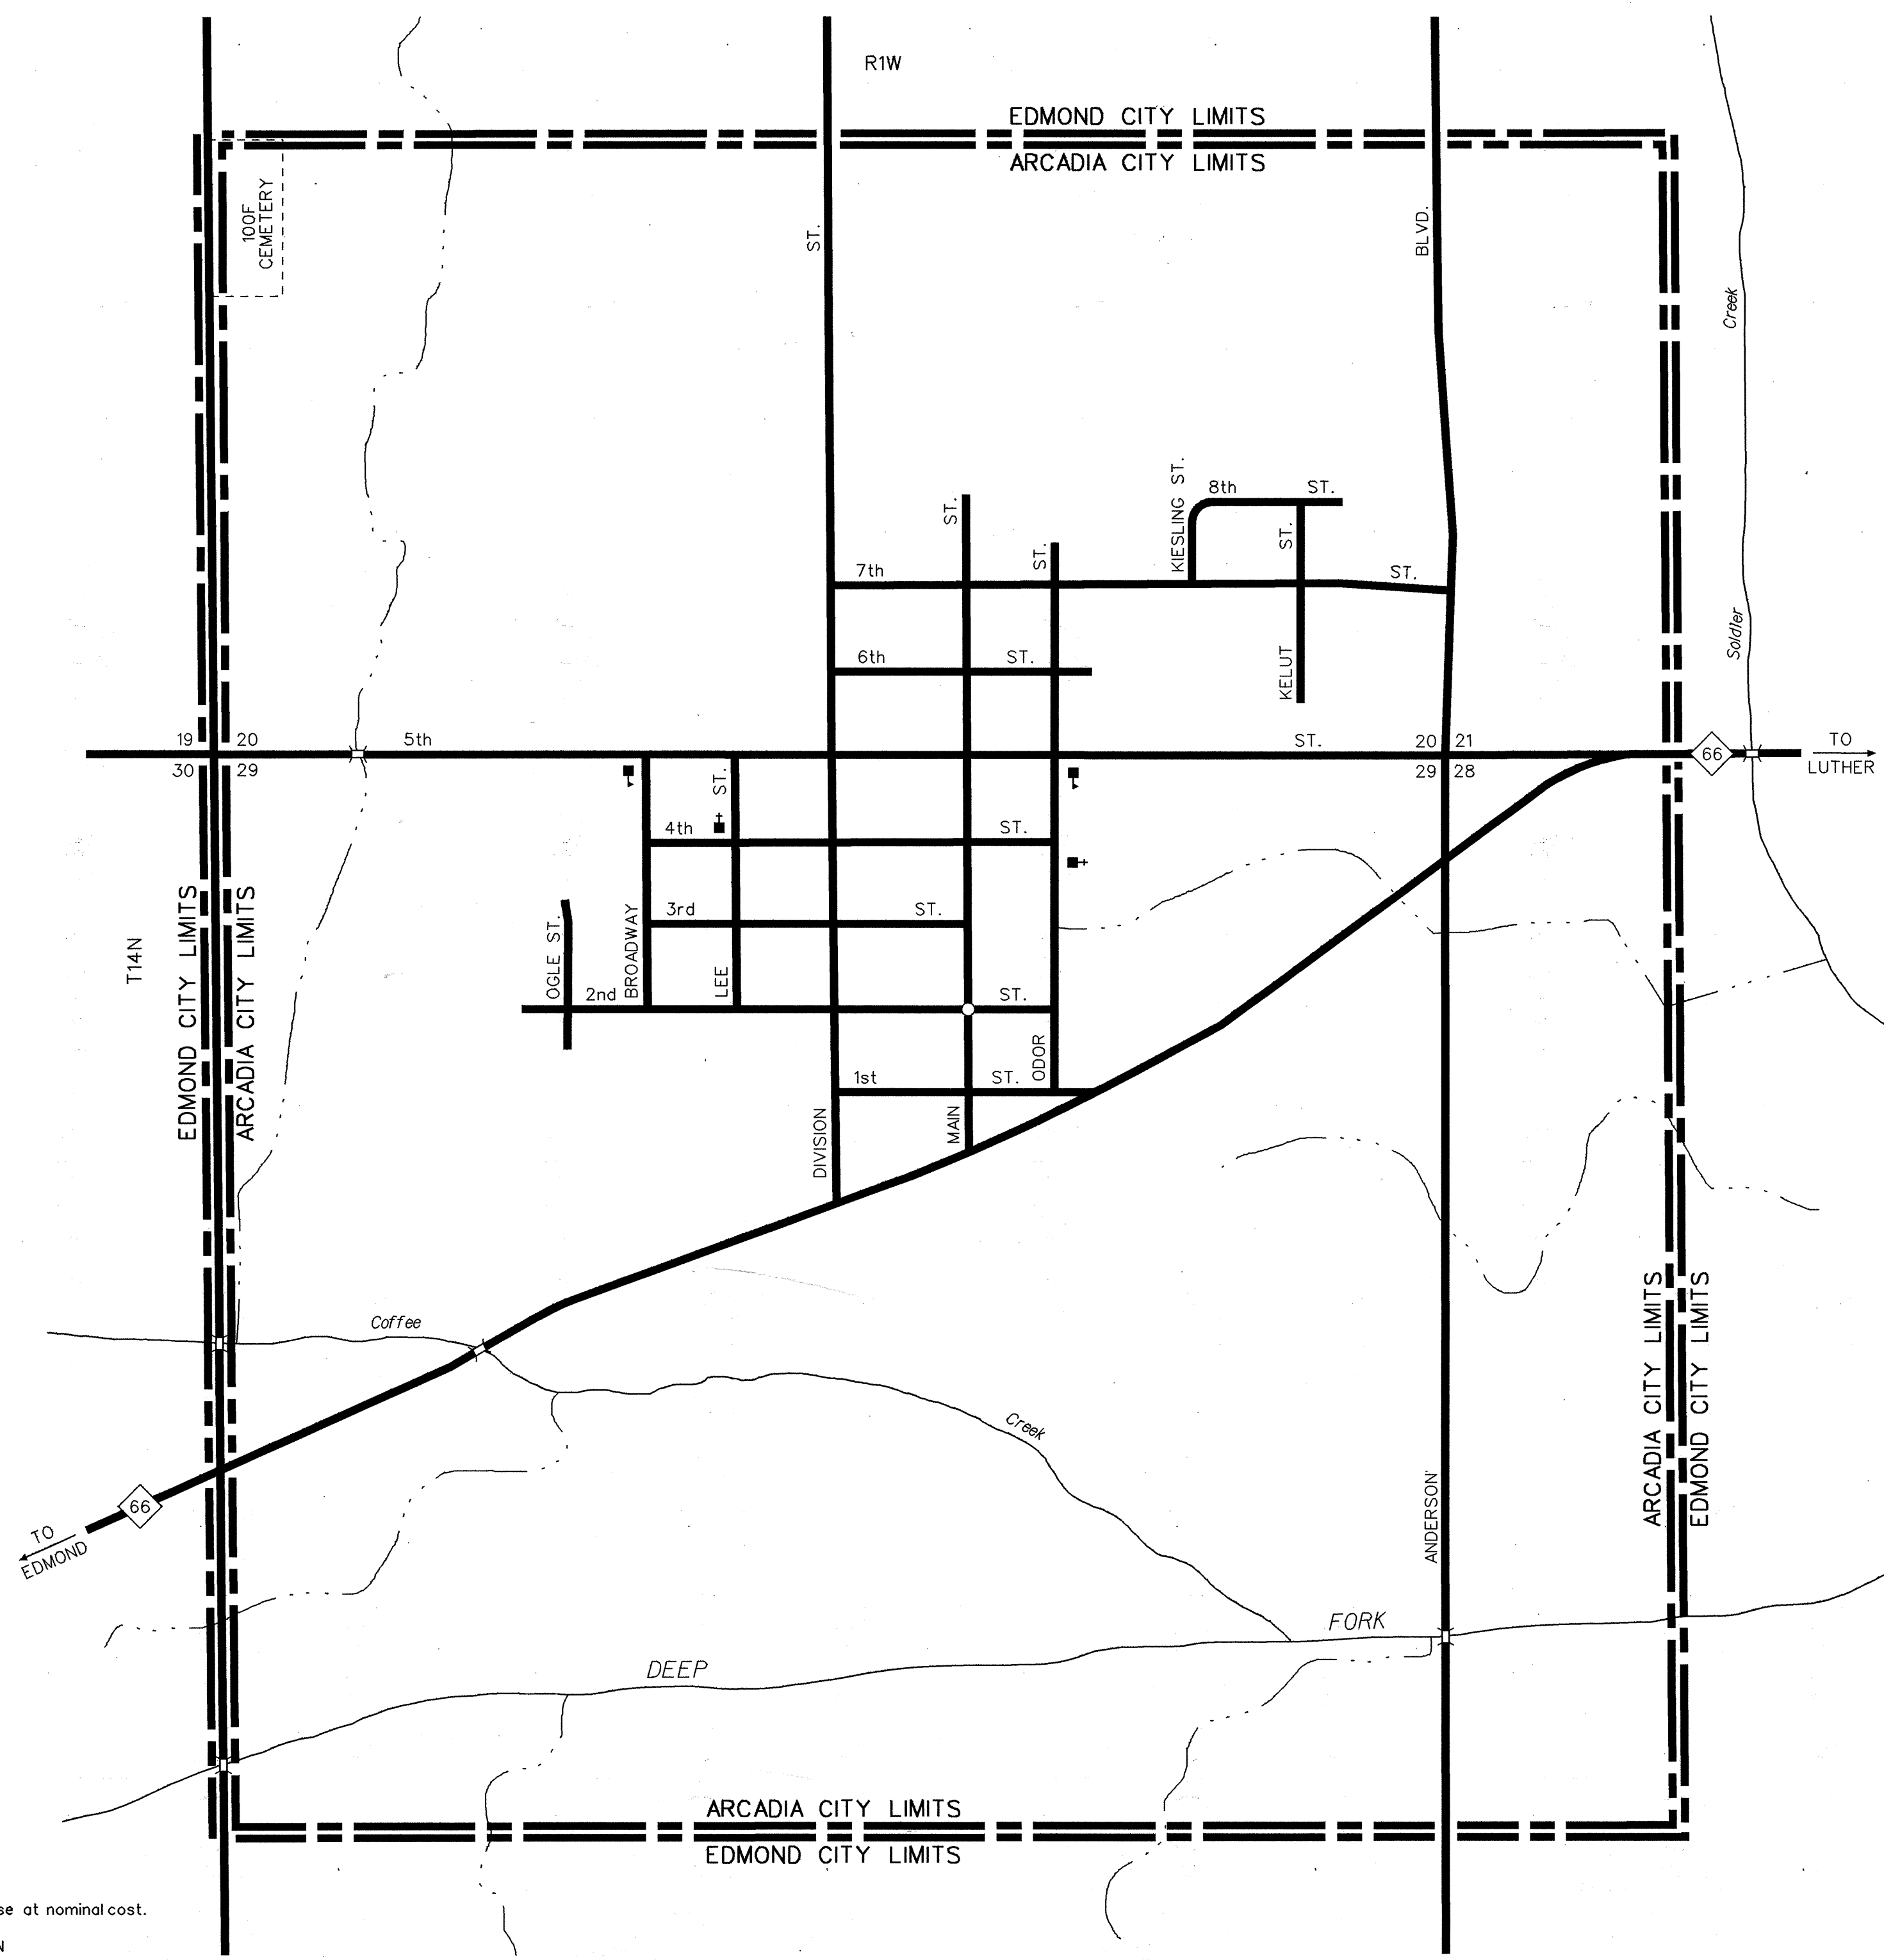 R1W
EDMOND CITY LIMITS
ARCADIA CITY LIMITS
100F
CEMETERY
ST.
BLVD.
Creek
Soldier
KIESLING ST.
8th ST.
ST.
ST.
ST.
7th ST.
6th ST.
KELUT
19 20
5th ST.
20 21
30 29
29 28
66
TO
LUTHER
ST.
4th ST.
3rd ST.
OGLE ST.
BROADWAY
LEE
2nd ST.
ODOR
1st ST.
DIVISION
MAIN
T14N
EDMOND CITY LIMITS
ARCADIA CITY LIMITS
ARCADIA CITY LIMITS
EDMOND CITY LIMITS
Coffee
Creek
66
TO
EDMOND
ANDERSON
FORK
DEEP
ARCADIA CITY LIMITS
EDMOND CITY LIMITS
se at nominal cost.
N